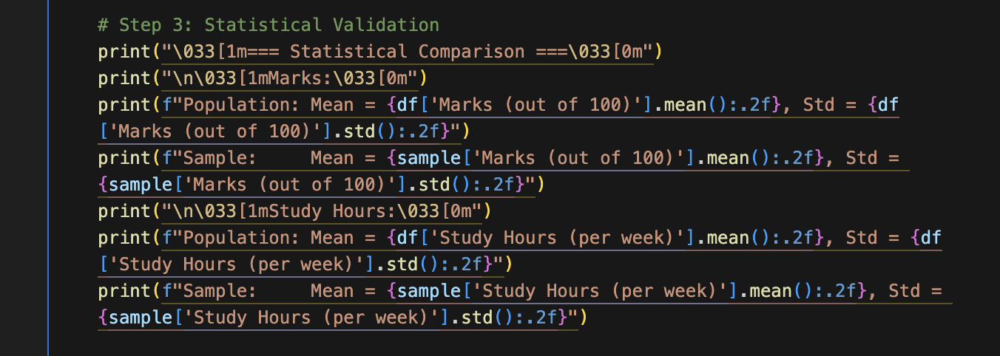 # Step 3: Statistical Validation
print("\033[1m=== Statistical Comparison ===\033[0m")
print("\n\033[1mMarks:\033[0m")
print(f"Population: Mean = {df['Marks (out of 100)'].mean():.2f}, Std = {df
['Marks (out of 100)'].std():.2f}")
print(f"Sample:     Mean = {sample['Marks (out of 100)'].mean():.2f}, Std =
{sample['Marks (out of 100)'].std():.2f}")
print("\n\033[1mStudy Hours:\033[0m")
print(f"Population: Mean = {df['Study Hours (per week)'].mean():.2f}, Std = {df
['Study Hours (per week)'].std():.2f}")
print(f"Sample:     Mean = {sample['Study Hours (per week)'].mean():.2f}, Std =
{sample['Study Hours (per week)'].std():.2f}")